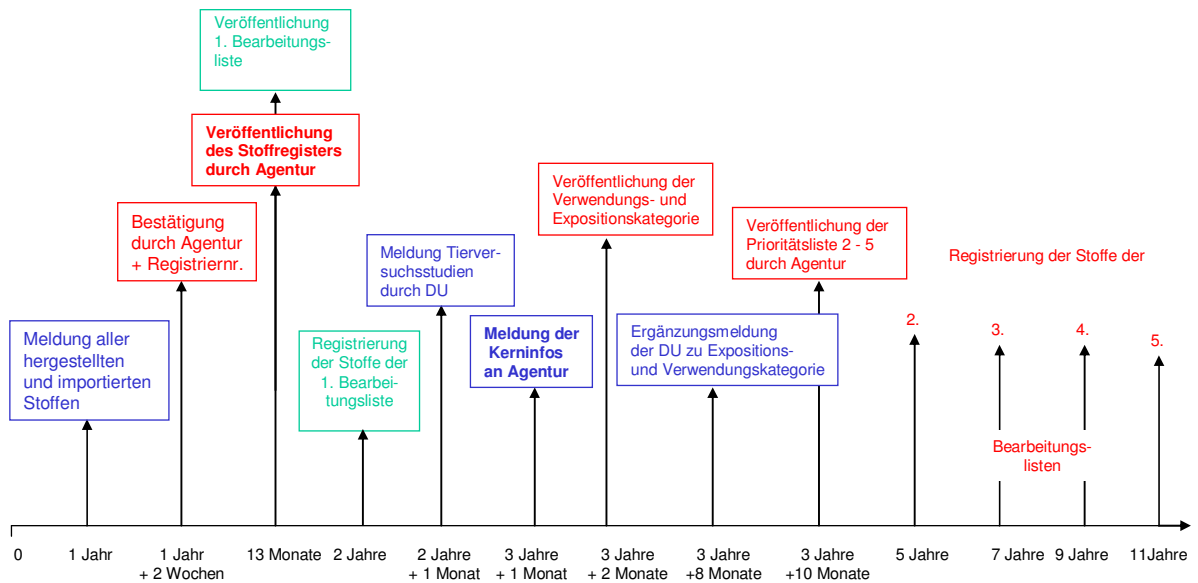 Veröffentlichung
1. Bearbeitungs-
liste
Veröffentlichung
des Stoffregisters
durch Agentur
Bestätigung
durch Agentur
+ Registriernr.
Meldung aller
hergestellten
und importierten
Stoffen
Registrierung
der Stoffe der
1. Bearbei-
tungsliste
Meldung Tierver-
suchsstudien
durch DU
Meldung der
Kerninfos
an Agentur
Veröffentlichung der
Verwendungs- und
Expositionskategorie
Ergänzungsmeldung
der DU zu Expositions-
und Verwendungskategorie
Veröffentlichung der
Prioritätsliste 2 - 5
durch Agentur
Registrierung der Stoffe der
2.
3.
4.
5.
Bearbeitungs-
listen
0
1 Jahr
1 Jahr
+ 2 Wochen
13 Monate
2 Jahre
2 Jahre
+ 1 Monat
3 Jahre
+ 1 Monat
3 Jahre
+ 2 Monate
3 Jahre
+8 Monate
3 Jahre
+10 Monate
5 Jahre
7 Jahre
9 Jahre
11Jahre